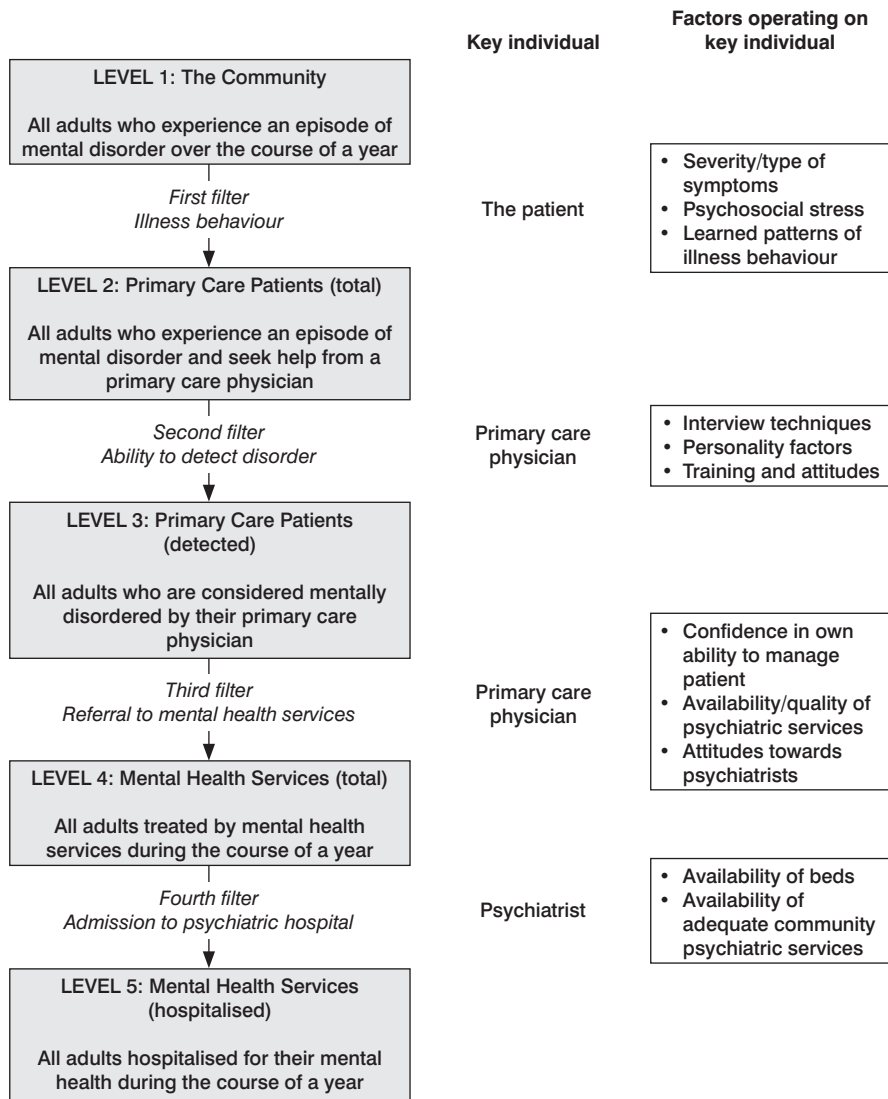 Key individual
Factors operating on
key individual
LEVEL 1: The Community
All adults who experience an episode of
mental disorder over the course of a year
First filter
Illness behaviour
The patient
• Severity/type of
symptoms
• Psychosocial stress
• Learned patterns of
illness behaviour
LEVEL 2: Primary Care Patients (total)
All adults who experience an episode of
mental disorder and seek help from a
primary care physician
Second filter
Ability to detect disorder
Primary care
physician
• Interview techniques
• Personality factors
• Training and attitudes
LEVEL 3: Primary Care Patients
(detected)
All adults who are considered mentally
disordered by their primary care
physician
Third filter
Referral to mental health services
Primary care
physician
• Confidence in own
ability to manage
patient
• Availability/quality of
psychiatric services
• Attitudes towards
psychiatrists
LEVEL 4: Mental Health Services (total)
All adults treated by mental health
services during the course of a year
Fourth filter
Admission to psychiatric hospital
Psychiatrist
• Availability of beds
• Availability of
adequate community
psychiatric services
LEVEL 5: Mental Health Services
(hospitalised)
All adults hospitalised for their mental
health during the course of a year